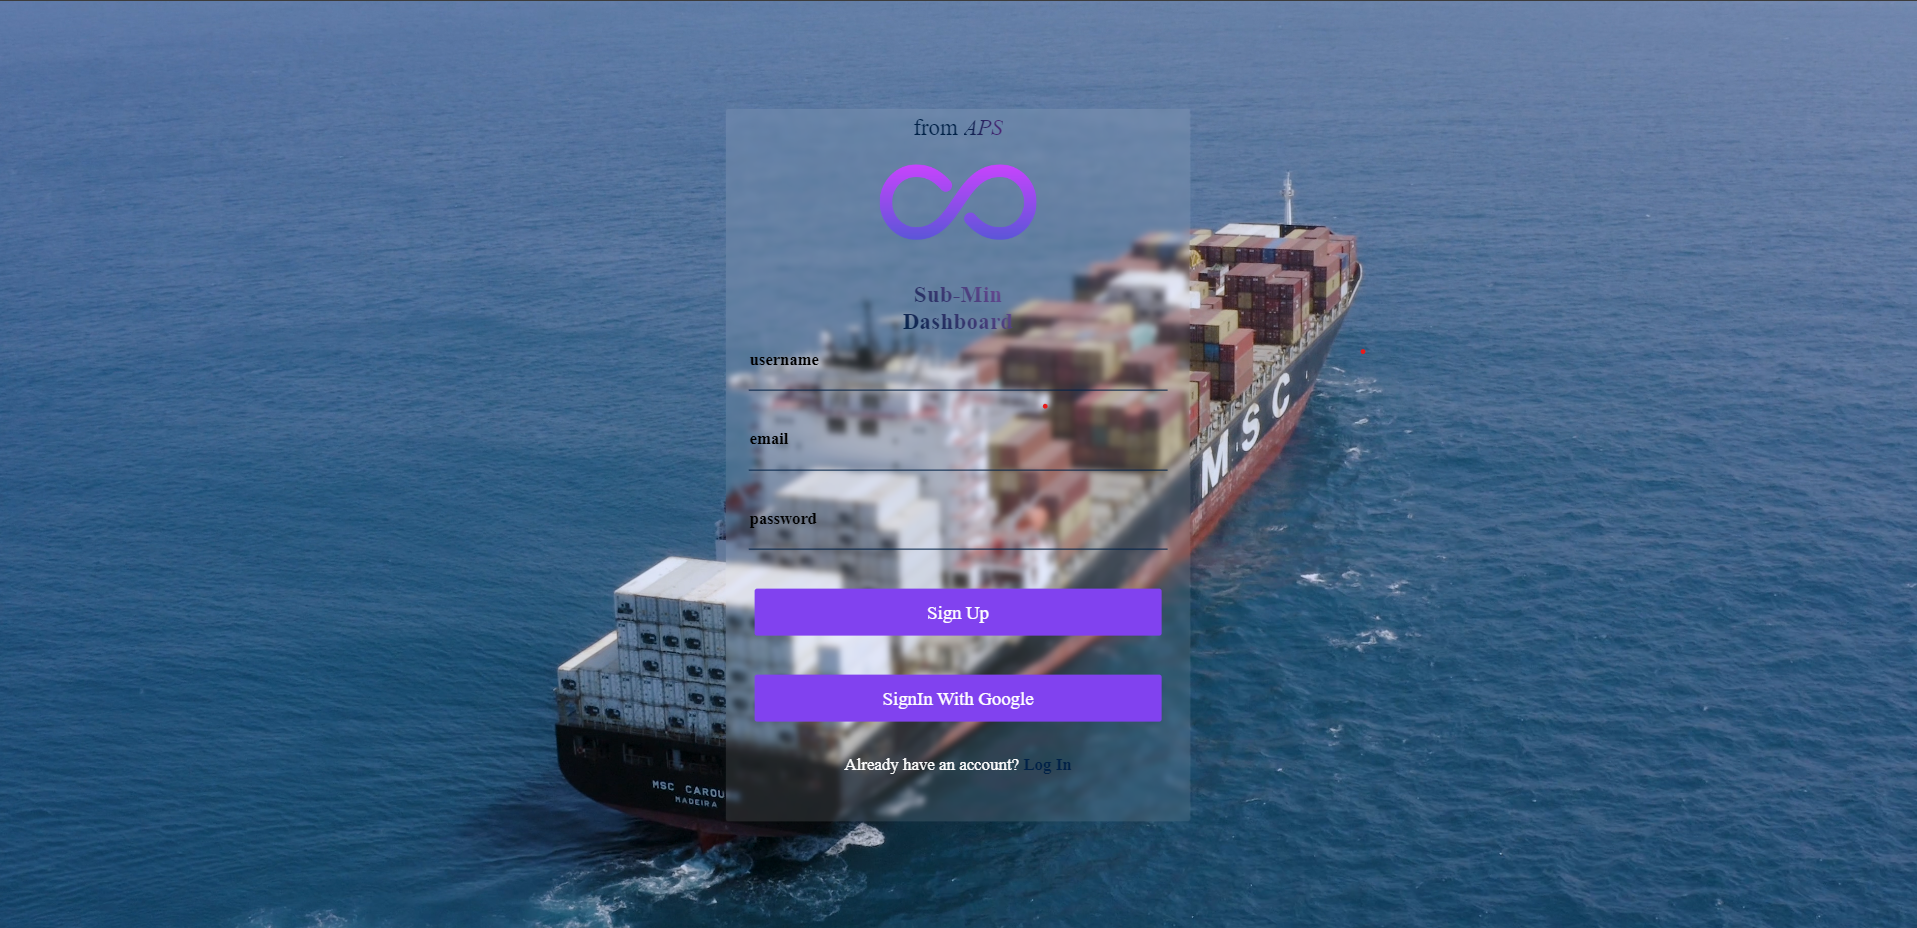 from APS
Sub-Min
Dashboard
username
email
password
Sign Up
SignIn With Google
Already have an account? Log In
MSC
MSC CAROU
MADEIRA